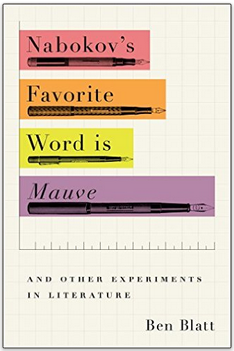 Nabokov's
Favorite
Word is
Mauve
AND OTHER EXPERIMENTS
IN LITERATURE
Ben Blatt